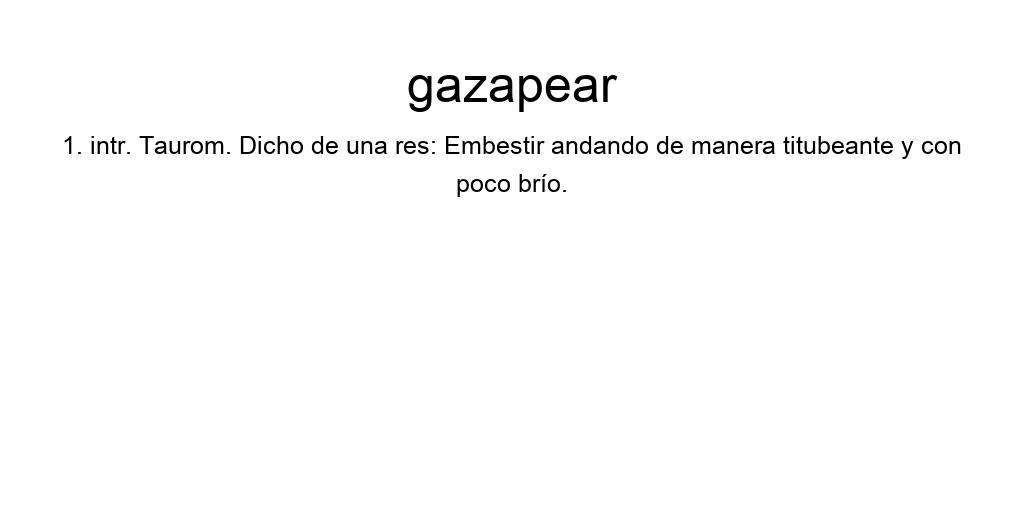 gazapear
1. intr. Taurom. Dicho de una res: Embestir andando de manera titubeante y con
poco brío.